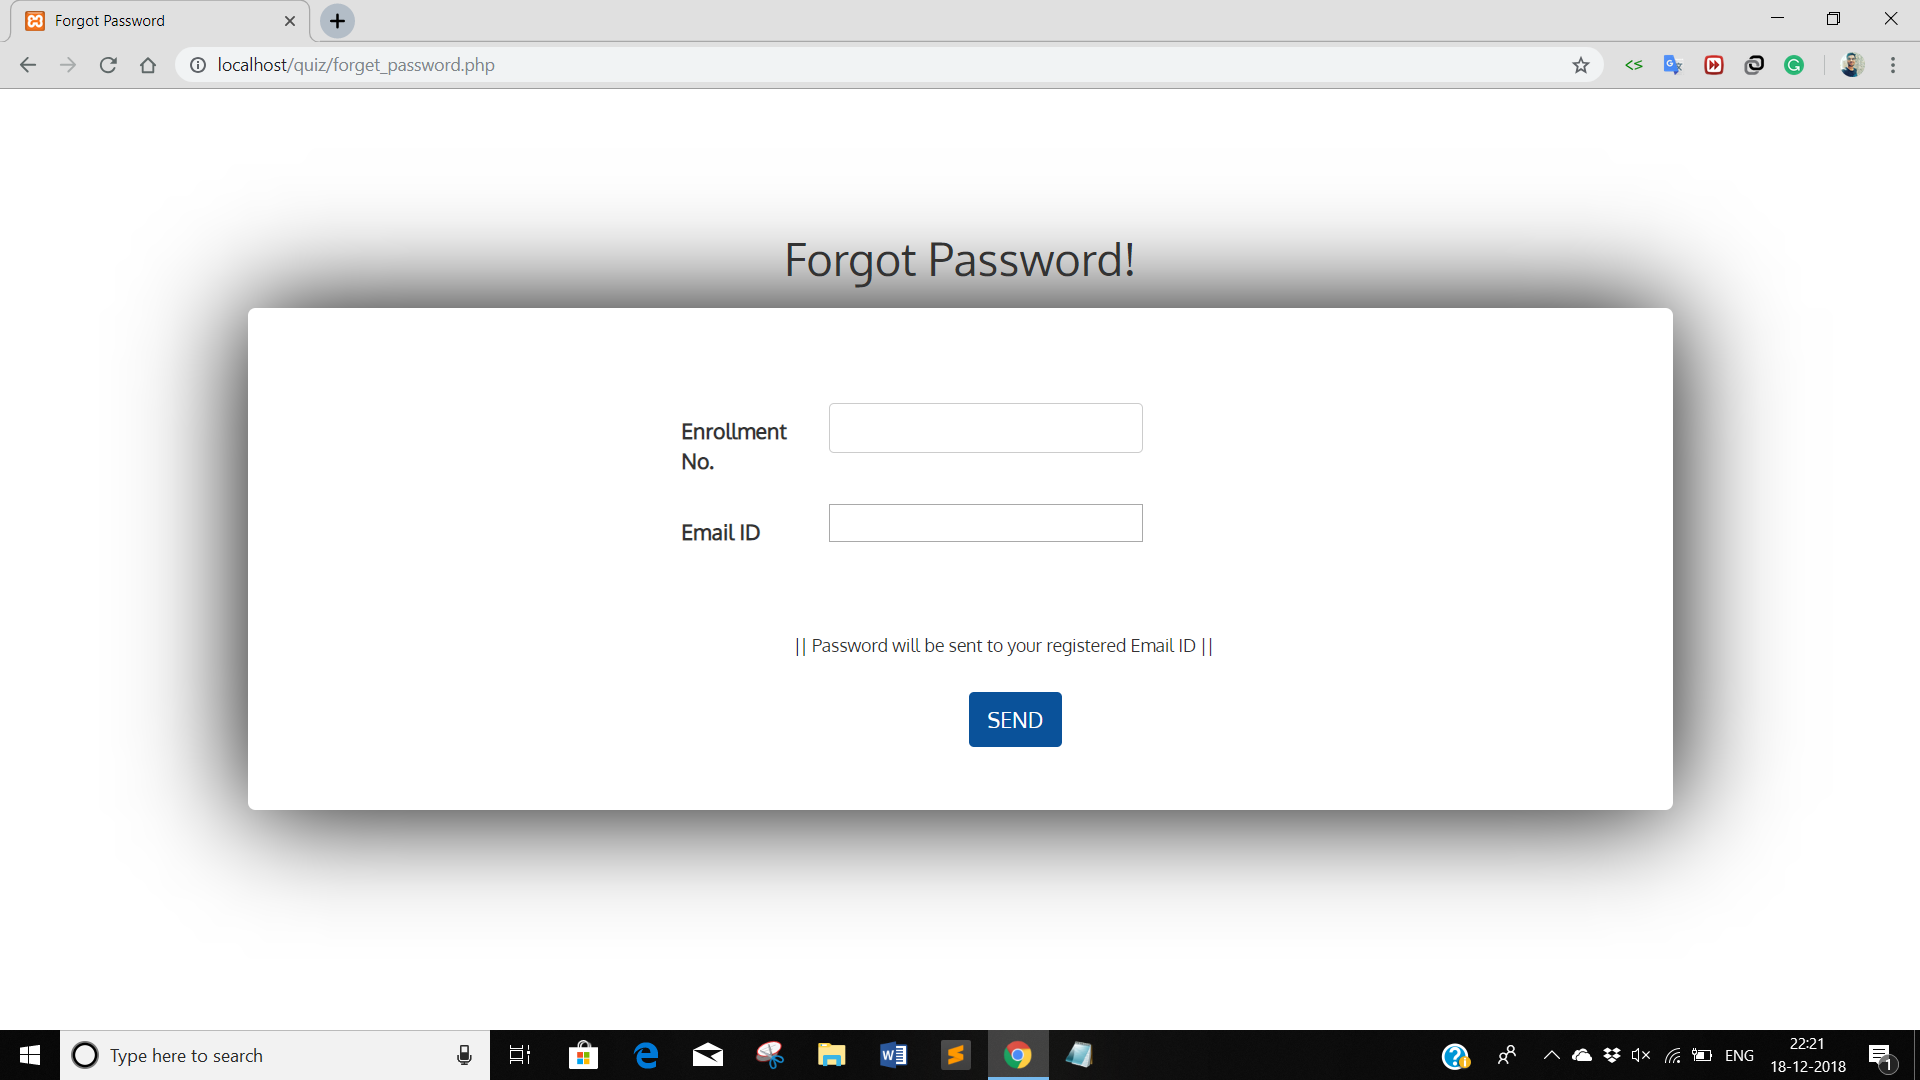 Forgot Password
localhost/quiz/forget_password.php
Forgot Password!
Enrollment
No.
Email ID
|| Password will be sent to your registered Email ID ||
SEND
Type here to search
ENG
22:21
18-12-2018
1